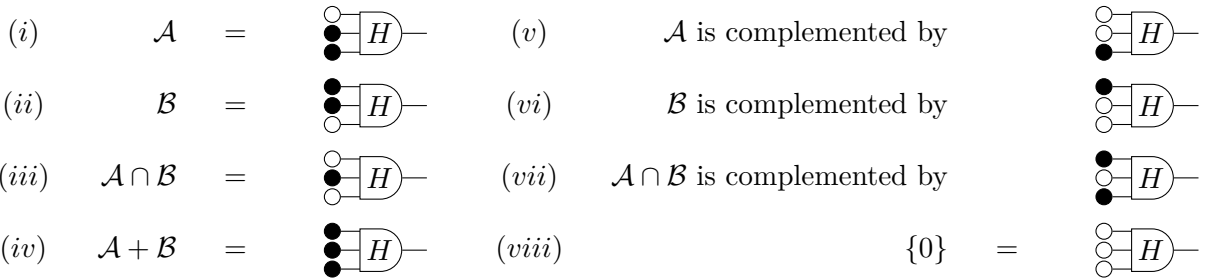 (i) 𝒜 = H (v) 𝒜 is complemented by H
(ii) ℬ = H (vi) ℬ is complemented by H
(iii) 𝒜 ∩ ℬ = H (vii) 𝒜 ∩ ℬ is complemented by H
(iv) 𝒜 + ℬ = H (viii) {0} = H